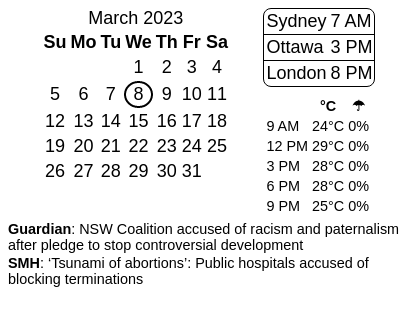 March 2023
Su Mo Tu We Th Fr Sa
1 2 3 4
5 6 7 8 9 10 11
12 13 14 15 16 17 18
19 20 21 22 23 24 25
26 27 28 29 30 31
Sydney 7 AM
Ottawa 3 PM
London 8 PM
°C ☂
9 AM 24°C 0%
12 PM 29°C 0%
3 PM 28°C 0%
6 PM 28°C 0%
9 PM 25°C 0%
Guardian: NSW Coalition accused of racism and paternalism
after pledge to stop controversial development
SMH: ‘Tsunami of abortions’: Public hospitals accused of
blocking terminations